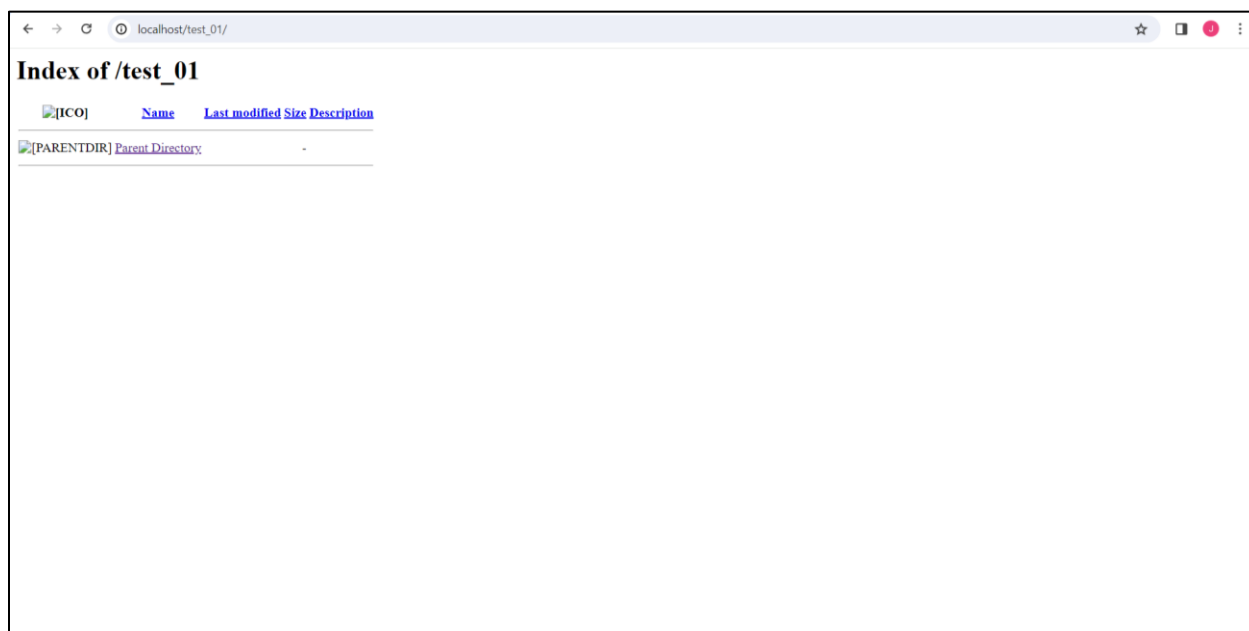 localhost/test_01/
J
Index of /test_01
[ICO] Name Last modified Size Description
[PARENTDIR] Parent Directory -